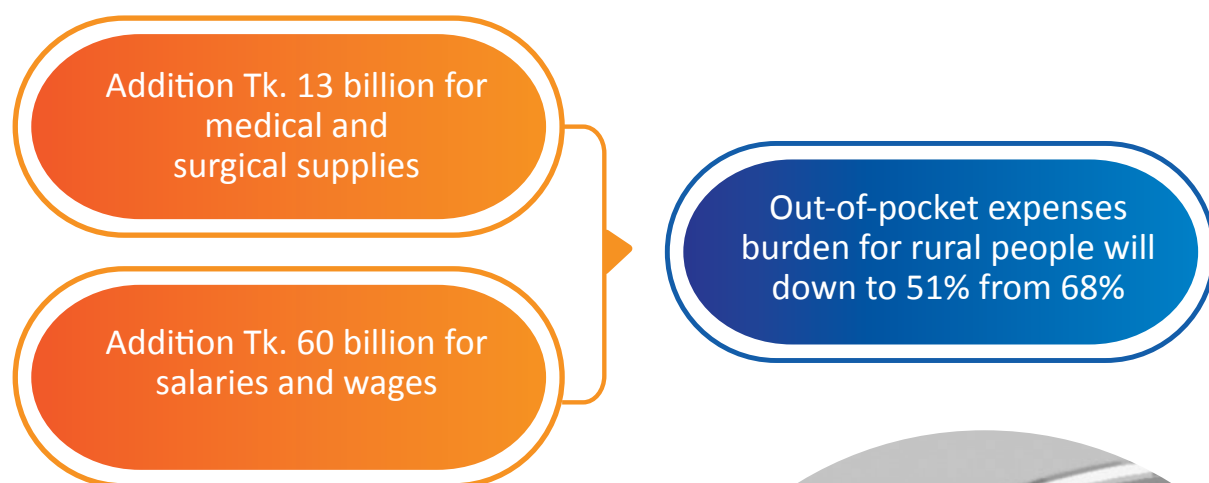 Addition Tk. 13 billion for
medical and
surgical supplies
Addition Tk. 60 billion for
salaries and wages
Out-of-pocket expenses
burden for rural people will
down to 51% from 68%